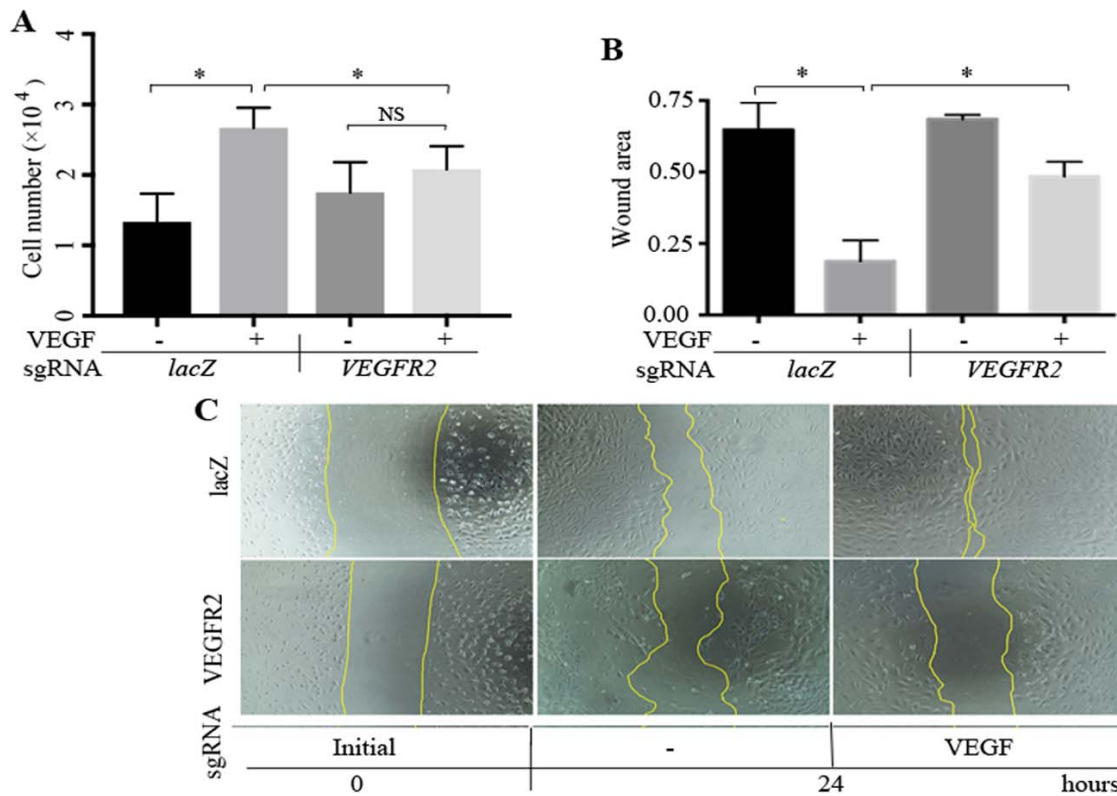 A
Cell number (×10⁴)
4
3
2
1
0
*
*
NS
VEGF - + - +
sgRNA lacZ VEGFR2
B
Wound area
0.75
0.50
0.25
0.00
*
*
VEGF - + - +
sgRNA lacZ VEGFR2
C
lacZ
VEGFR2
sgRNA
Initial - VEGF
0 24 hours